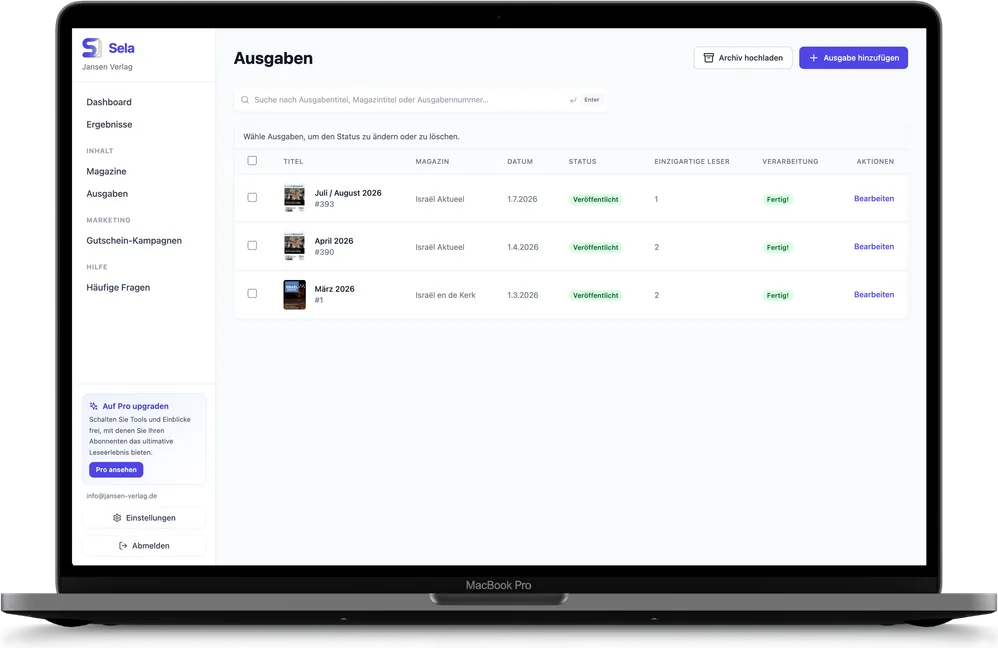 Sela
Jansen Verlag
Dashboard
Ergebnisse
INHALT
Magazine
Ausgaben
MARKETING
Gutschein-Kampagnen
HILFE
Häufige Fragen
Auf Pro upgraden
Schalten Sie Tools und Einblicke
frei, mit denen Sie Ihren
Abonnenten das ultimative
Leseerlebnis bieten.
Pro ansehen
info@jansen-verlag.de
Einstellungen
Abmelden
Ausgaben
Archiv hochladen
Ausgabe hinzufügen
Suche nach Ausgabentitel, Magazintitel oder Ausgabennummer... Enter
Wähle Ausgaben, um den Status zu ändern oder zu löschen.
TITEL MAGAZIN DATUM STATUS EINZIGARTIGE LESER VERARBEITUNG AKTIONEN
Juli / August 2026
#393
Israël Aktueel 1.7.2026 Veröffentlicht 1 Fertig! Bearbeiten
April 2026
#390
Israël Aktueel 1.4.2026 Veröffentlicht 2 Fertig! Bearbeiten
März 2026
#1
Israël en de Kerk 1.3.2026 Veröffentlicht 2 Fertig! Bearbeiten
MacBook Pro